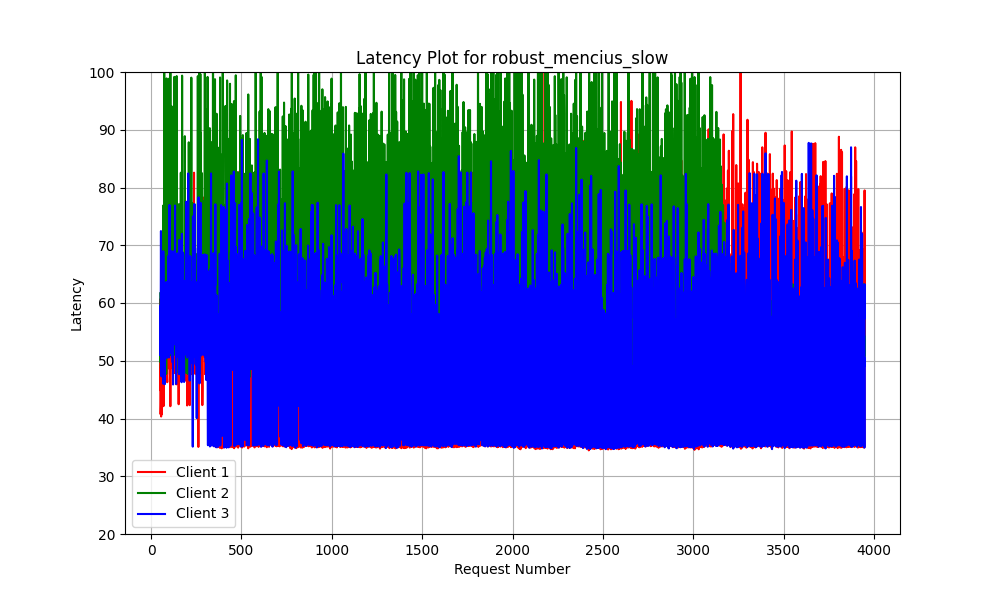 Latency Plot for robust_mencius_slow
100
90
80
70
60
50
40
30
20
Latency
Client 1
Client 2
Client 3
0 500 1000 1500 2000 2500 3000 3500 4000
Request Number